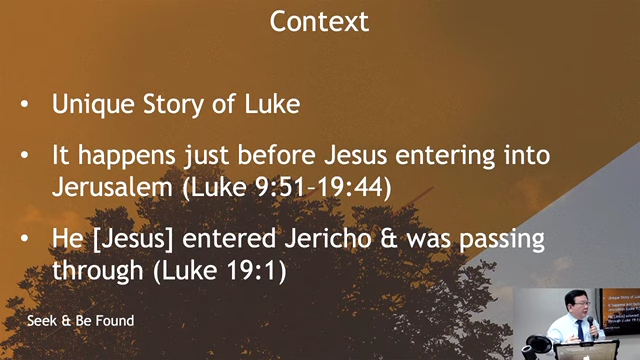 Context
• Unique Story of Luke
• It happens just before Jesus entering into
Jerusalem (Luke 9:51–19:44)
• He [Jesus] entered Jericho & was passing
through (Luke 19:1)
Seek & Be Found